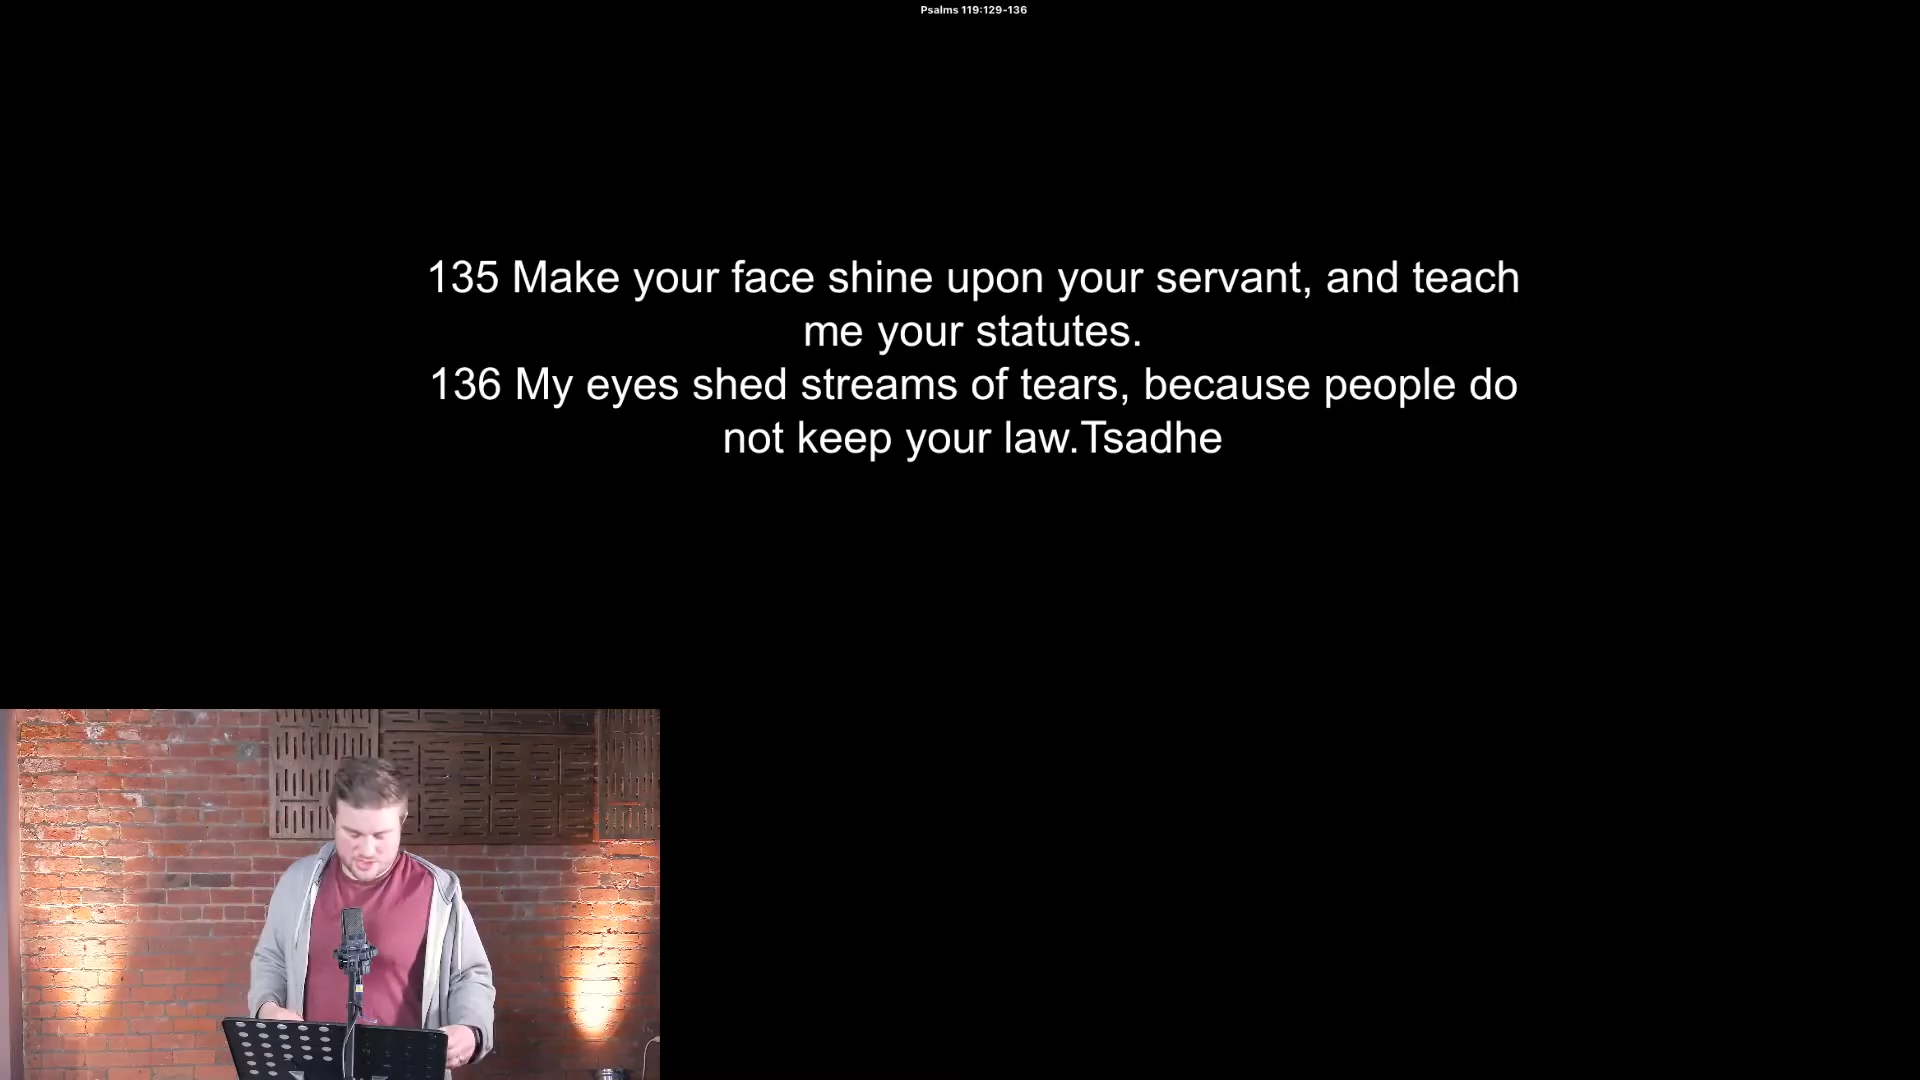 Psalms 119:129-136
135 Make your face shine upon your servant, and teach
me your statutes.
136 My eyes shed streams of tears, because people do
not keep your law.Tsadhe